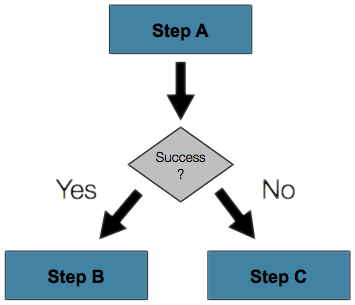 Step A
Success
?
Yes
No
Step B
Step C